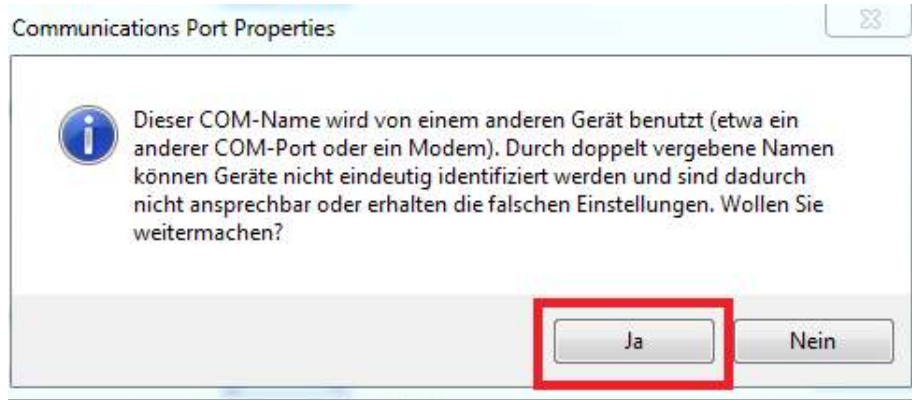 Communications Port Properties
Dieser COM-Name wird von einem anderen Gerät benutzt (etwa ein
anderer COM-Port oder ein Modem). Durch doppelt vergebene Namen
können Geräte nicht eindeutig identifiziert werden und sind dadurch
nicht ansprechbar oder erhalten die falschen Einstellungen. Wollen Sie
weitermachen?
Ja
Nein